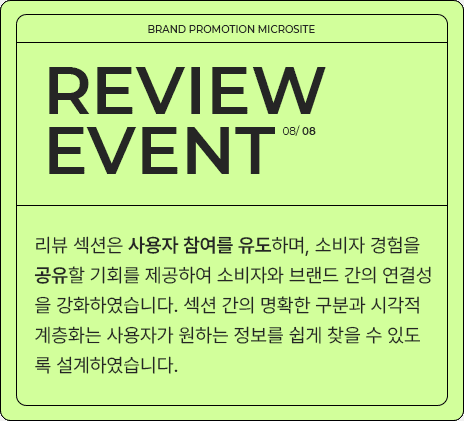 BRAND PROMOTION MICROSITE
REVIEW
EVENT 08/ 08
리뷰 섹션은 사용자 참여를 유도하며, 소비자 경험을
공유할 기회를 제공하여 소비자와 브랜드 간의 연결성
을 강화하였습니다. 섹션 간의 명확한 구분과 시각적
계층화는 사용자가 원하는 정보를 쉽게 찾을 수 있도
록 설계하였습니다.